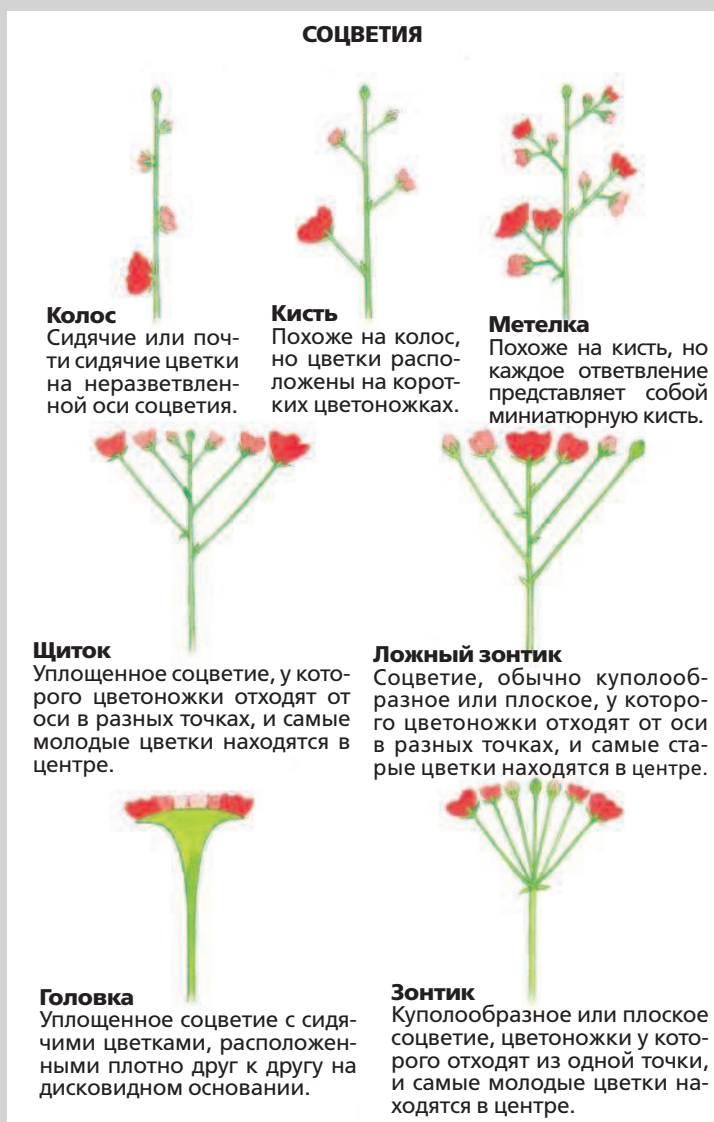 СОЦВЕТИЯ
Колос
Сидячие или поч-
ти сидячие цветки
на неразветвлен-
ной оси соцветия.
Кисть
Похоже на колос,
но цветки распо-
ложены на корот-
ких цветоножках.
Метелка
Похоже на кисть, но
каждое ответвление
представляет собой
миниатюрную кисть.
Щиток
Уплощенное соцветие, у кото-
рого цветоножки отходят от
оси в разных точках, и самые
молодые цветки находятся в
центре.
Ложный зонтик
Соцветие, обычно куполооб-
разное или плоское, у которо-
го цветоножки отходят от оси
в разных точках, и самые ста-
рые цветки находятся в центре.
Головка
Уплощенное соцветие с сидя-
чими цветками, расположен-
ными плотно друг к другу на
дисковидном основании.
Зонтик
Куполообразное или плоское
соцветие, цветоножки у кото-
рого отходят из одной точки,
и самые молодые цветки на-
ходятся в центре.